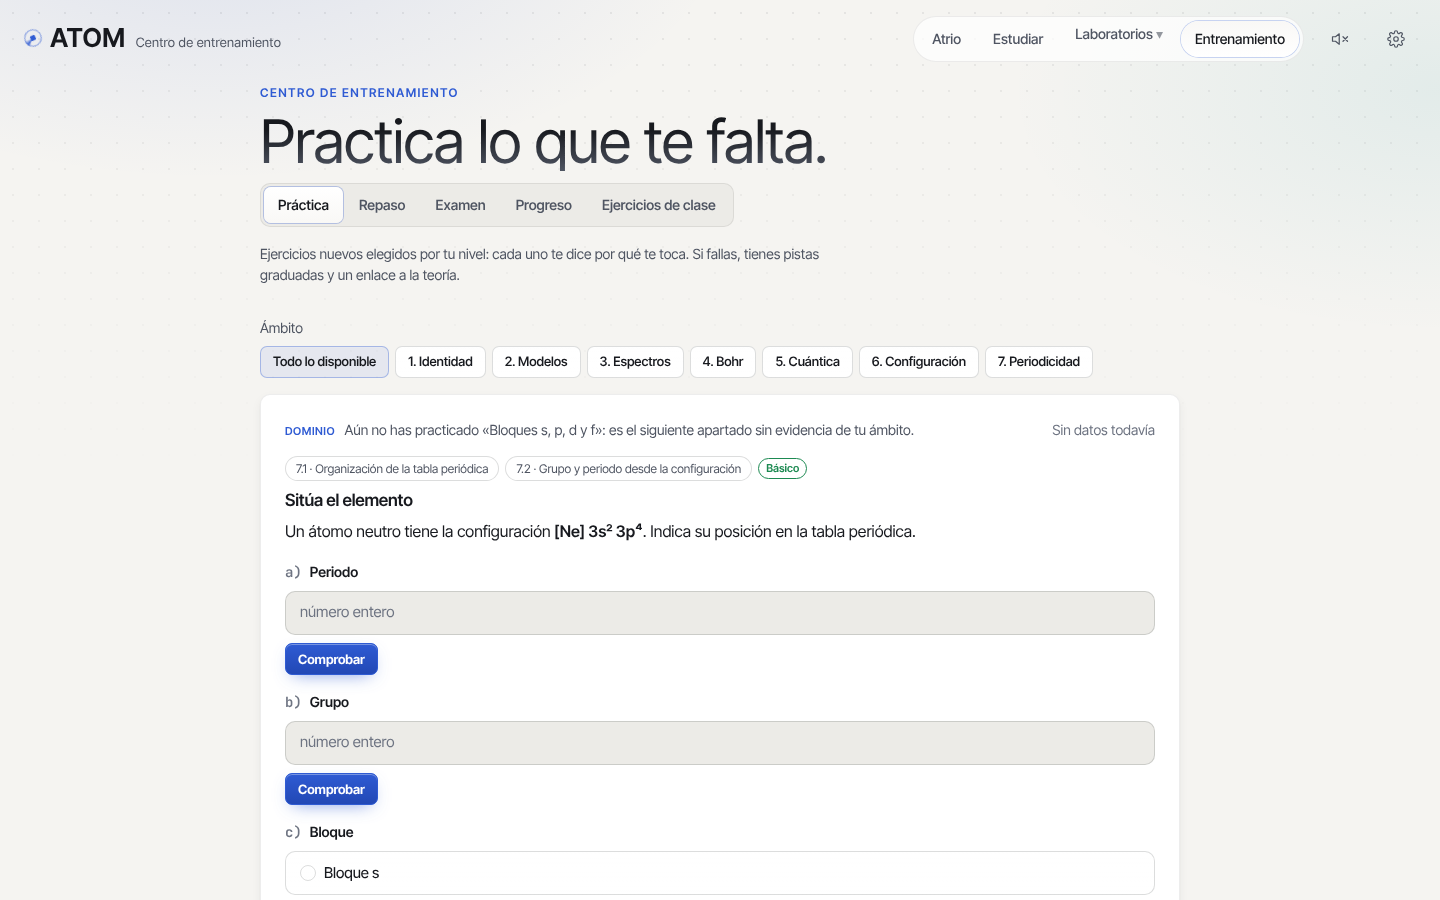 ATOM Centro de entrenamiento
Atrio Estudiar Laboratorios ▾ Entrenamiento
CENTRO DE ENTRENAMIENTO
Practica lo que te falta.
Práctica Repaso Examen Progreso Ejercicios de clase
Ejercicios nuevos elegidos por tu nivel: cada uno te dice por qué te toca. Si fallas, tienes pistas
graduadas y un enlace a la teoría.
Ámbito
Todo lo disponible 1. Identidad 2. Modelos 3. Espectros 4. Bohr 5. Cuántica 6. Configuración 7. Periodicidad
DOMINIO Aún no has practicado «Bloques s, p, d y f»: es el siguiente apartado sin evidencia de tu ámbito. Sin datos todavía
7.1 · Organización de la tabla periódica 7.2 · Grupo y periodo desde la configuración Básico
Sitúa el elemento
Un átomo neutro tiene la configuración [Ne] 3s² 3p⁴. Indica su posición en la tabla periódica.
a) Periodo
número entero
Comprobar
b) Grupo
número entero
Comprobar
c) Bloque
Bloque s